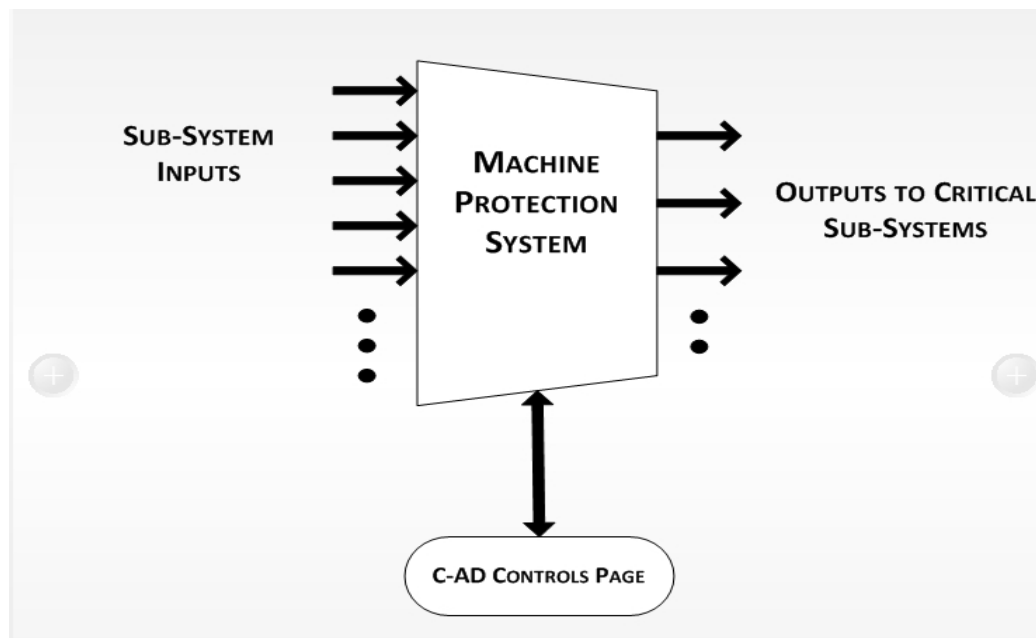 SUB-SYSTEM
INPUTS
MACHINE
PROTECTION
SYSTEM
OUTPUTS TO CRITICAL
SUB-SYSTEMS
C-AD CONTROLS PAGE